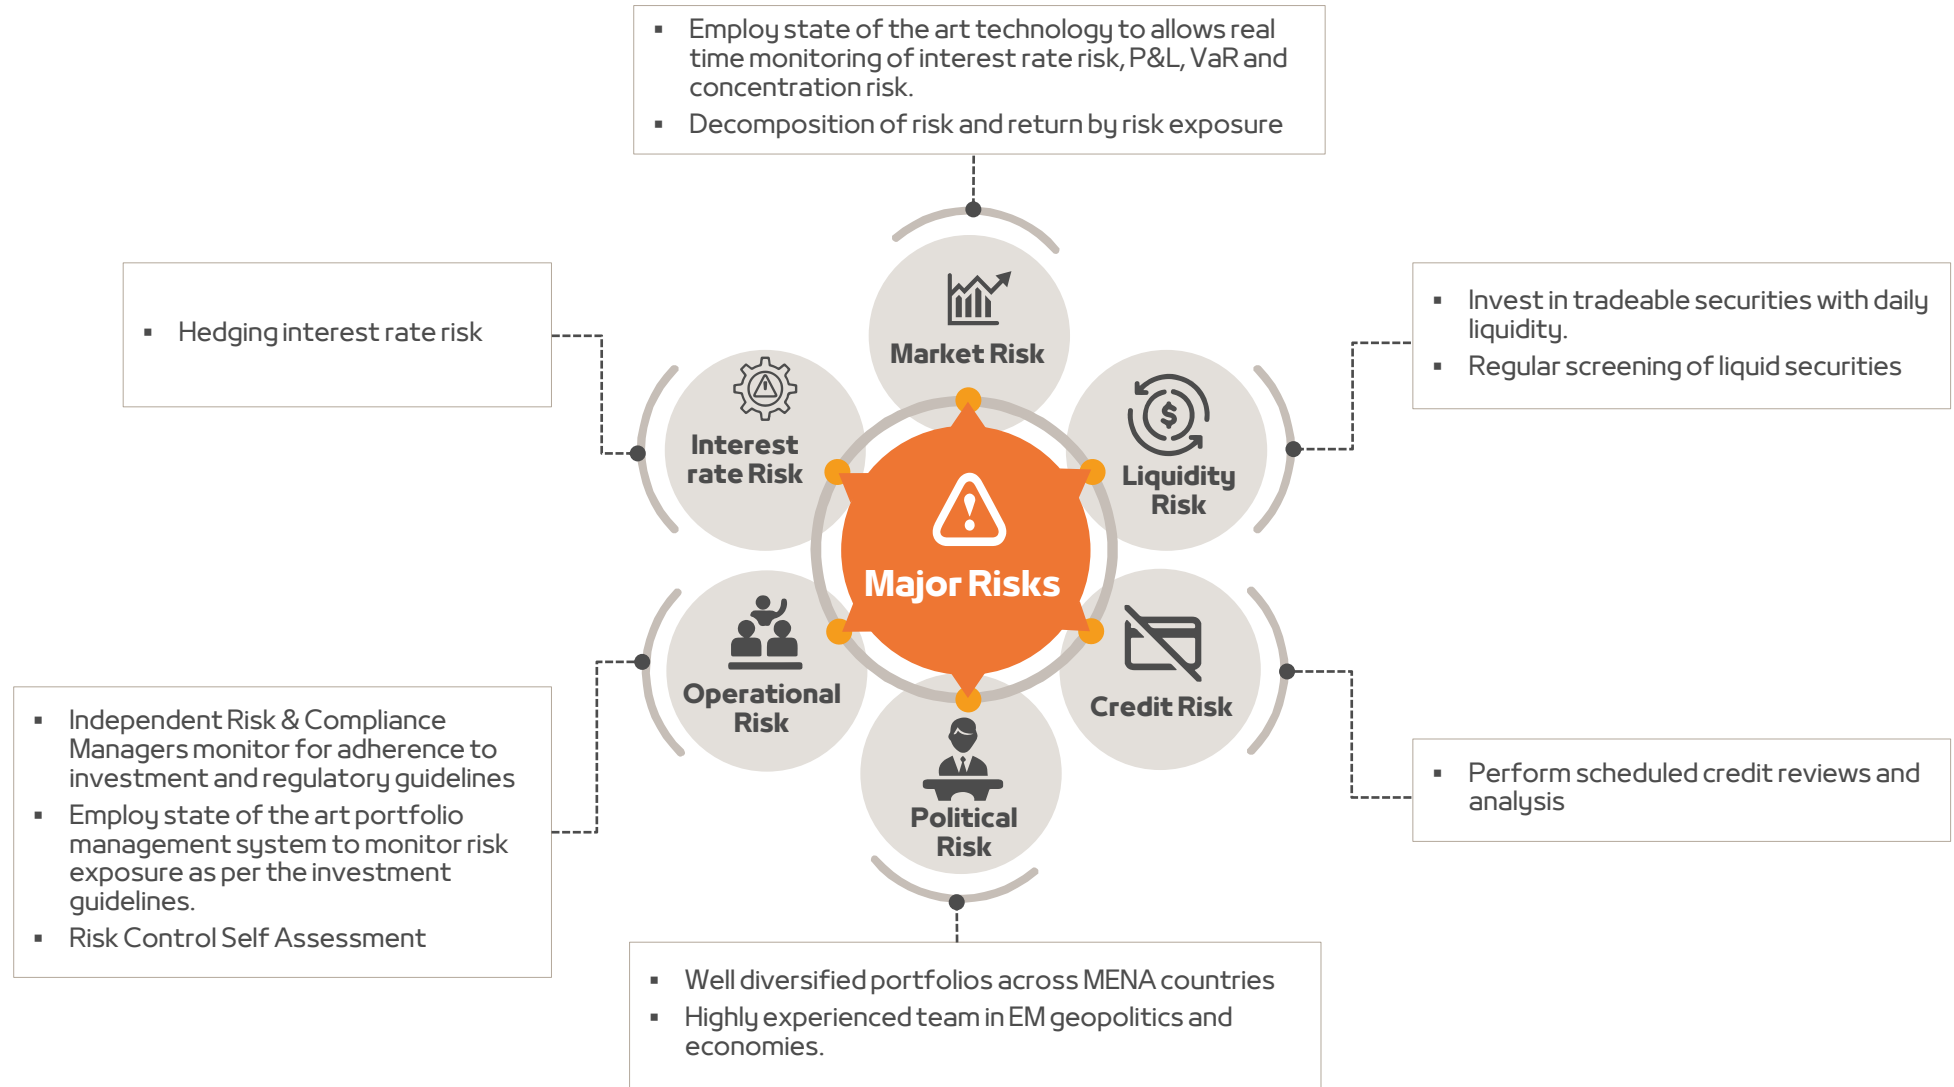 ▪ Employ state of the art technology to allows real
time monitoring of interest rate risk, P&L, VaR and
concentration risk.
▪ Decomposition of risk and return by risk exposure
▪ Hedging interest rate risk
▪ Invest in tradeable securities with daily
liquidity.
▪ Regular screening of liquid securities
Market Risk
Interest
rate Risk
$
Liquidity
Risk
Major Risks
Operational
Risk
Credit Risk
Political
Risk
▪ Independent Risk & Compliance
Managers monitor for adherence to
investment and regulatory guidelines
▪ Employ state of the art portfolio
management system to monitor risk
exposure as per the investment
guidelines.
▪ Risk Control Self Assessment
▪ Perform scheduled credit reviews and
analysis
▪ Well diversified portfolios across MENA countries
▪ Highly experienced team in EM geopolitics and
economies.